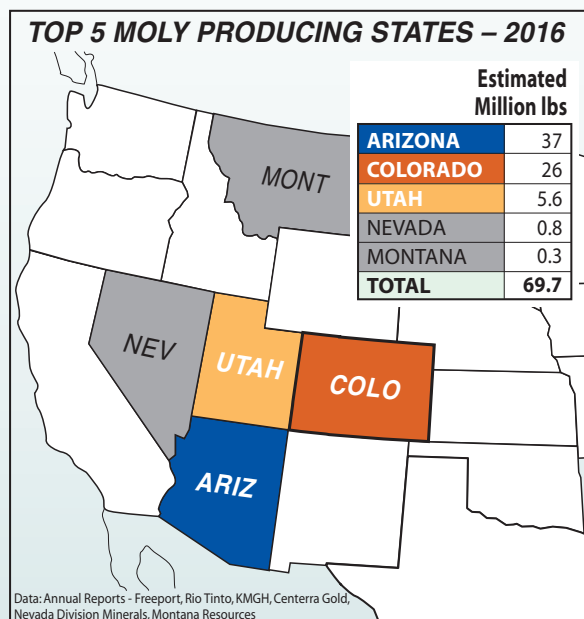 TOP 5 MOLY PRODUCING STATES – 2016
Estimated
Million lbs
ARIZONA 37
COLORADO 26
UTAH 5.6
NEVADA 0.8
MONTANA 0.3
TOTAL 69.7
MONT
NEV
UTAH
COLO
ARIZ
Data: Annual Reports - Freeport, Rio Tinto, KMGH, Centerra Gold,
Nevada Division Minerals, Montana Resources